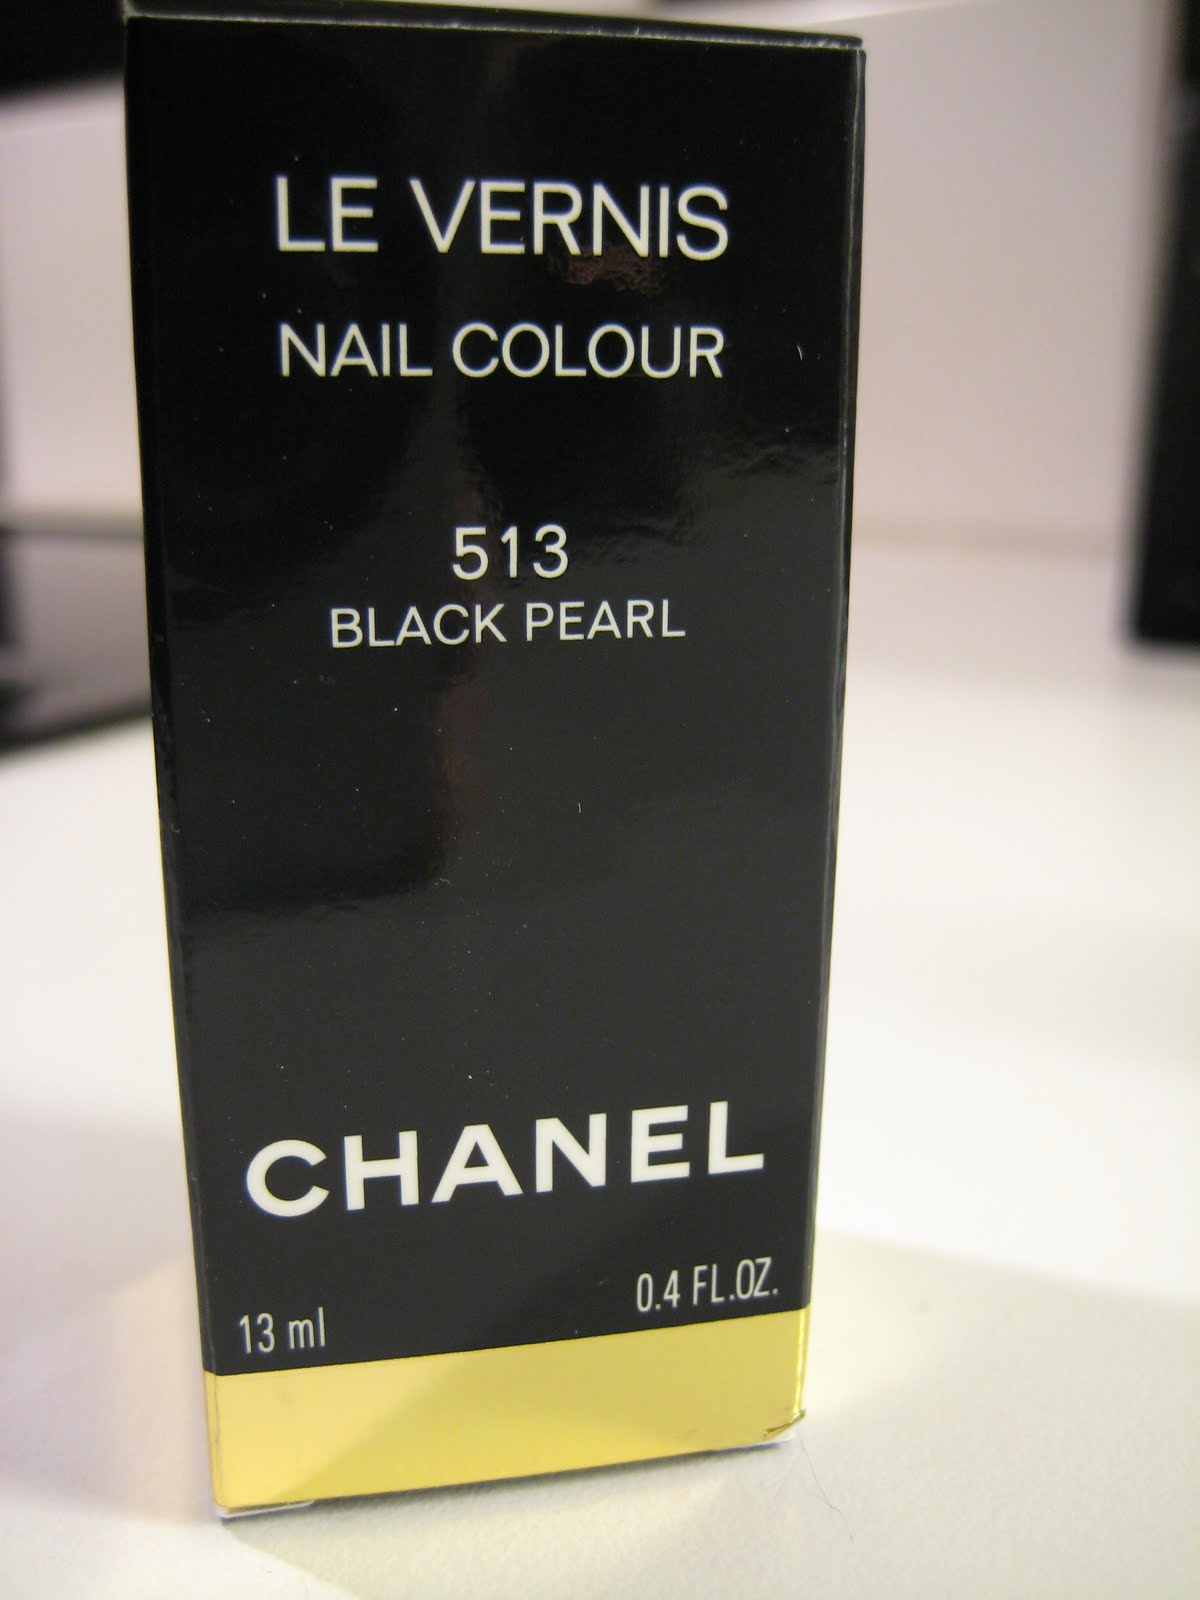 LE VERNIS
NAIL COLOUR
513
BLACK PEARL
CHANEL
13 ml 0.4 FL.OZ.